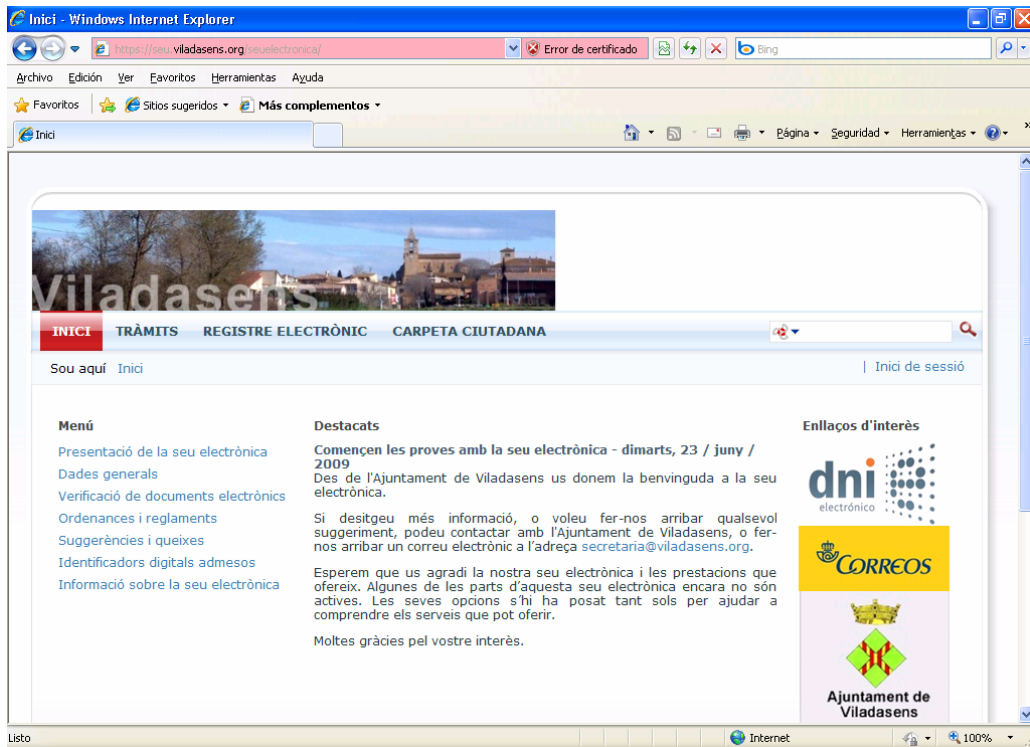 Inici - Windows Internet Explorer
https://seu.viladasens.org/seuelectronica/
Error de certificado
Bing
Archivo Edición Ver Favoritos Herramientas Ayuda
Favoritos Sitios sugeridos Más complementos
Inici
Página Seguridad Herramientas
Viladasens
INICI TRÀMITS REGISTRE ELECTRÒNIC CARPETA CIUTADANA
Sou aquí Inici
| Inici de sessió
Menú
Presentació de la seu electrònica
Dades generals
Verificació de documents electrònics
Ordenances i reglaments
Suggerències i queixes
Identificadors digitals admesos
Informació sobre la seu electrònica
Destacats
Començen les proves amb la seu electrònica - dimarts, 23 / juny /
2009
Des de l'Ajuntament de Viladasens us donem la benvinguda a la seu
electrònica.
Si desitgeu més informació, o voleu fer-nos arribar qualsevol
suggeriment, podeu contactar amb l'Ajuntament de Viladasens, o fer-
nos arribar un correu electrònic a l'adreça secretaria@viladasens.org.
Esperem que us agradi la nostra seu electrònica i les prestacions que
ofereix. Algunes de les parts d'aquesta seu electrònica encara no són
actives. Les seves opcions s'hi ha posat tant sols per ajudar a
comprendre els serveis que pot oferir.
Moltes gràcies pel vostre interès.
Enllaços d'interès
dni
electrónico
CORREOS
Ajuntament de
Viladasens
Listo
Internet
100%